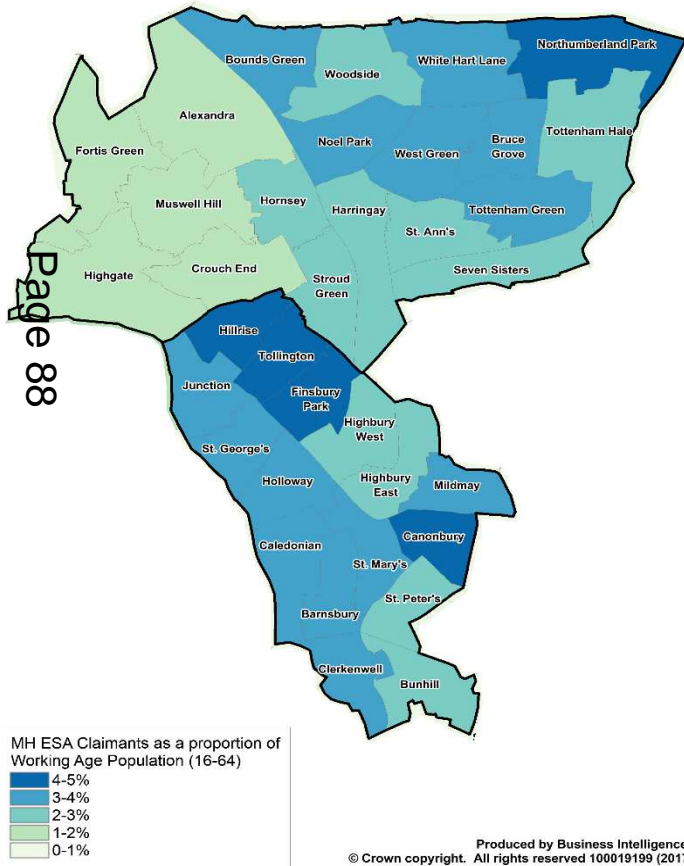 Northumberland Park
Bounds Green
White Hart Lane
Woodside
Alexandra
Tottenham Hale
Noel Park
Bruce
Grove
West Green
Fortis Green
Muswell Hill
Hornsey
Harringay
Tottenham Green
St. Ann's
Highgate
Crouch End
Seven Sisters
Stroud
Green
Page 88
Hillrise
Tollington
Junction
Finsbury
Park
Highbury
West
St. George's
Holloway
Highbury
East
Mildmay
Canonbury
Caledonian
St. Mary's
St. Peter's
Barnsbury
Clerkenwell
Bunhill
MH ESA Claimants as a proportion of
Working Age Population (16-64)
4-5%
3-4%
2-3%
1-2%
0-1%
Produced by Business Intelligence
© Crown copyright. All rights reserved 100019199 (2017